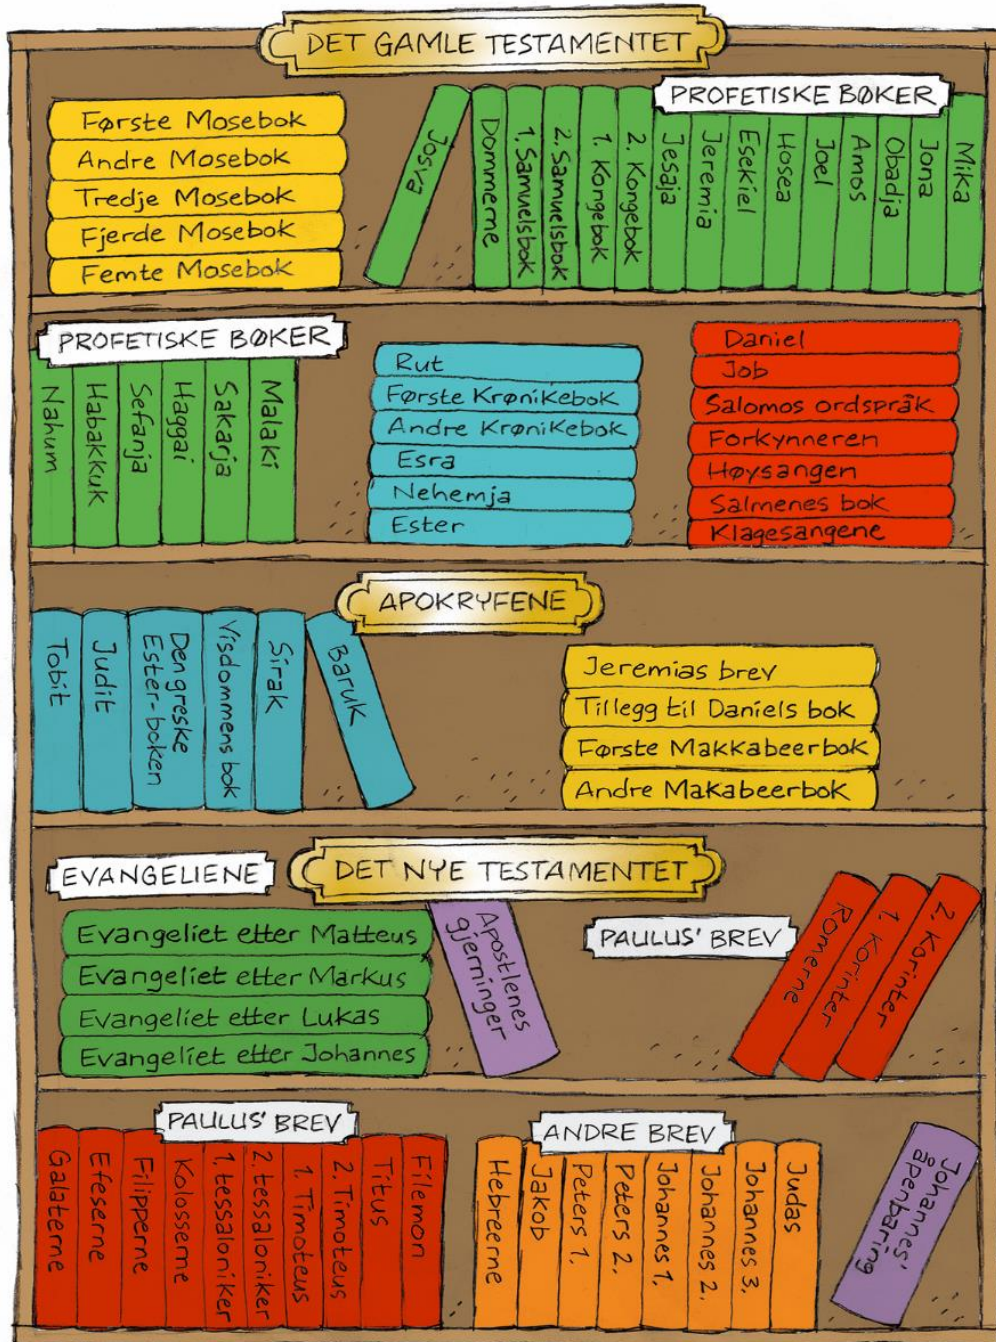 DET GAMLE TESTAMENTET
PROFETISKE BØKER
Første Mosebok
Andre Mosebok
Tredje Mosebok
Fjerde Mosebok
Femte Mosebok
Josva
Dommerne
1. Samuelsbok
2. Samuelsbok
1. Kongebok
2. Kongebok
Jesaja
Jeremia
Esekiel
Hosea
Joel
Amos
Obadja
Jona
Mika
PROFETISKE BØKER
Nahum
Habakkuk
Sefanja
Haggai
Sakarja
Malaki
Rut
Første Krønikebok
Andre Krønikebok
Esra
Nehemja
Ester
Daniel
Job
Salomos ordspråk
Forkynneren
Høysangen
Salmenes bok
Klagesangene
APOKRYFENE
Tobit
Judit
Den greske
Ester-boken
Visdommens bok
Sirak
Baruk
Jeremias brev
Tillegg til Daniels bok
Første Makkabeerbok
Andre Makabeerbok
DET NYE TESTAMENTET
EVANGELIENE
Evangeliet etter Matteus
Evangeliet etter Markus
Evangeliet etter Lukas
Evangeliet etter Johannes
Apostlenes
gjerninger
PAULUS' BREV
Romerne
1. Korinter
2. Korinter
PAULUS' BREV
Galaterne
Efeserne
Filipperne
Kolosserne
1. tessaloniker
2. tessaloniker
1. Timoteus
2. Timoteus
Titus
Filemon
ANDRE BREV
Hebreerne
Jakob
Peters 1.
Peters 2.
Johannes 1.
Johannes 2.
Johannes 3.
Judas
Johannes'
åpenbaring